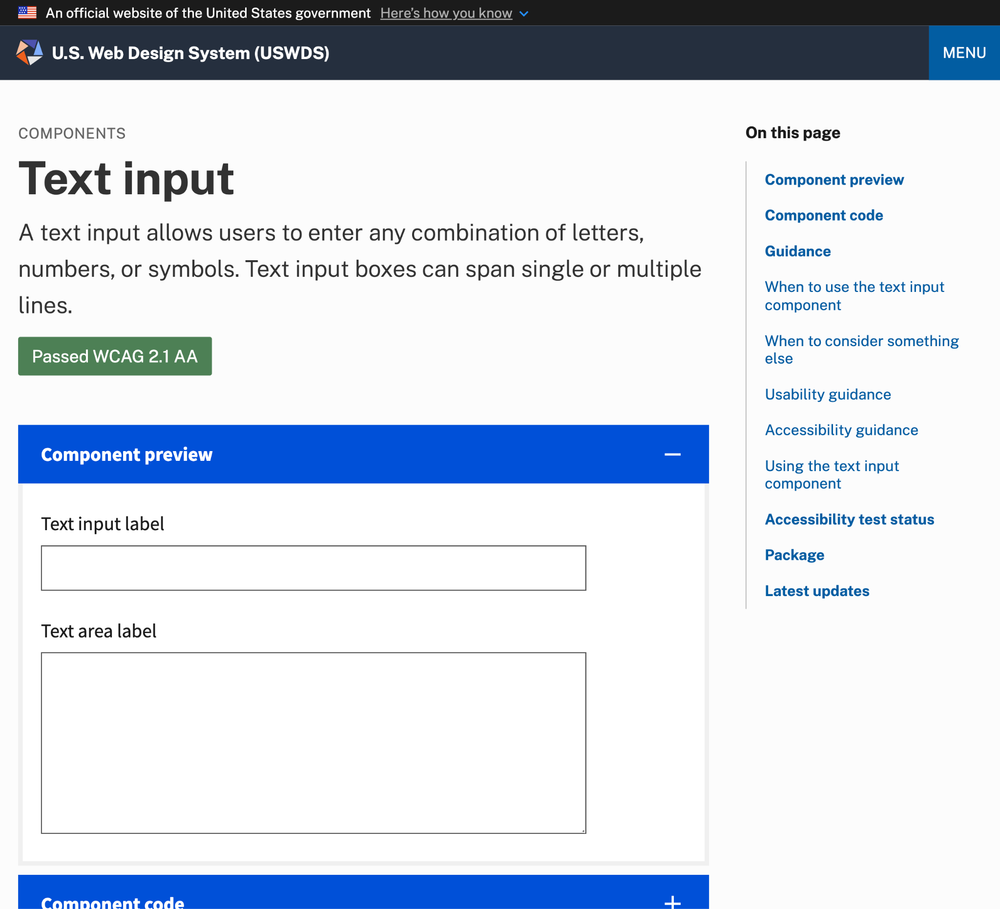 An official website of the United States government Here’s how you know
U.S. Web Design System (USWDS)
MENU
COMPONENTS
Text input
A text input allows users to enter any combination of letters,
numbers, or symbols. Text input boxes can span single or multiple
lines.
Passed WCAG 2.1 AA
Component preview
Text input label
Text area label
Component code
On this page
Component preview
Component code
Guidance
When to use the text input
component
When to consider something
else
Usability guidance
Accessibility guidance
Using the text input
component
Accessibility test status
Package
Latest updates